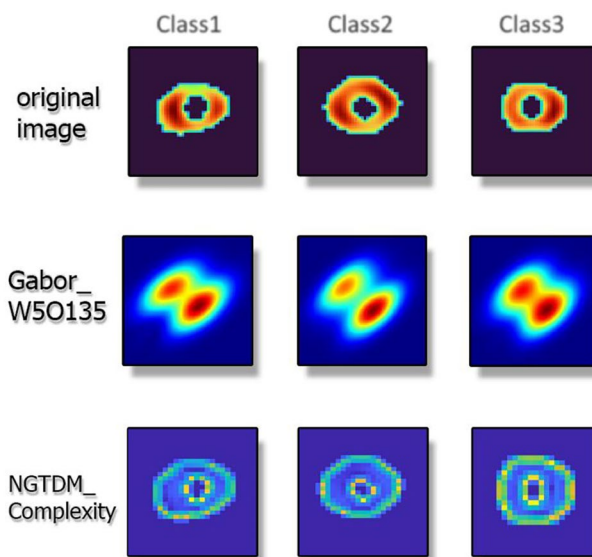 Class1 Class2 Class3
original
image
Gabor_
W5O135
NGTDM_
Complexity